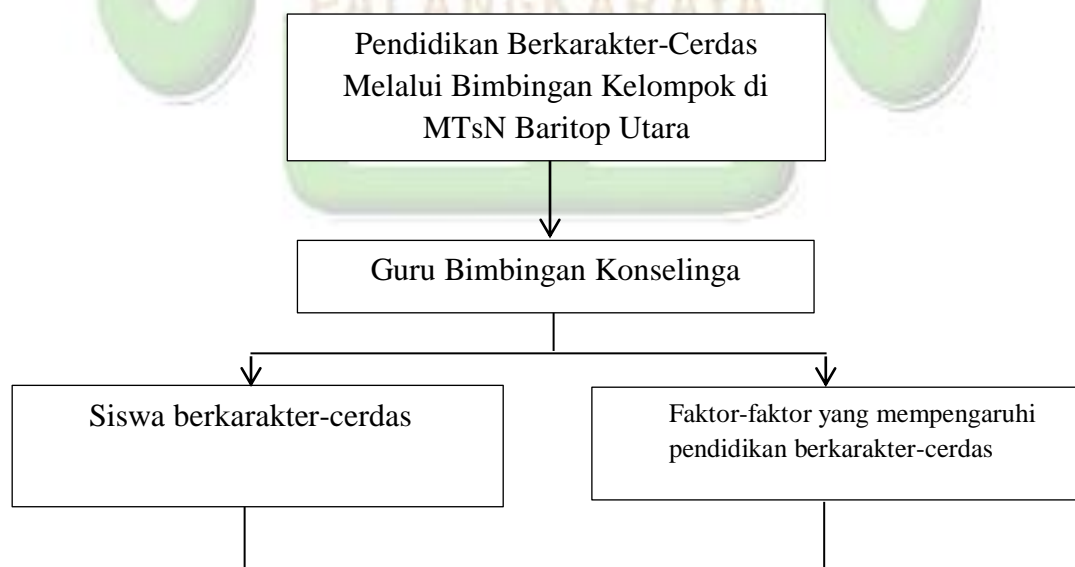 PALANGKARAYA
Pendidikan Berkarakter-Cerdas
Melalui Bimbingan Kelompok di
MTsN Baritop Utara
Guru Bimbingan Konselinga
Siswa berkarakter-cerdas
Faktor-faktor yang mempengaruhi
pendidikan berkarakter-cerdas